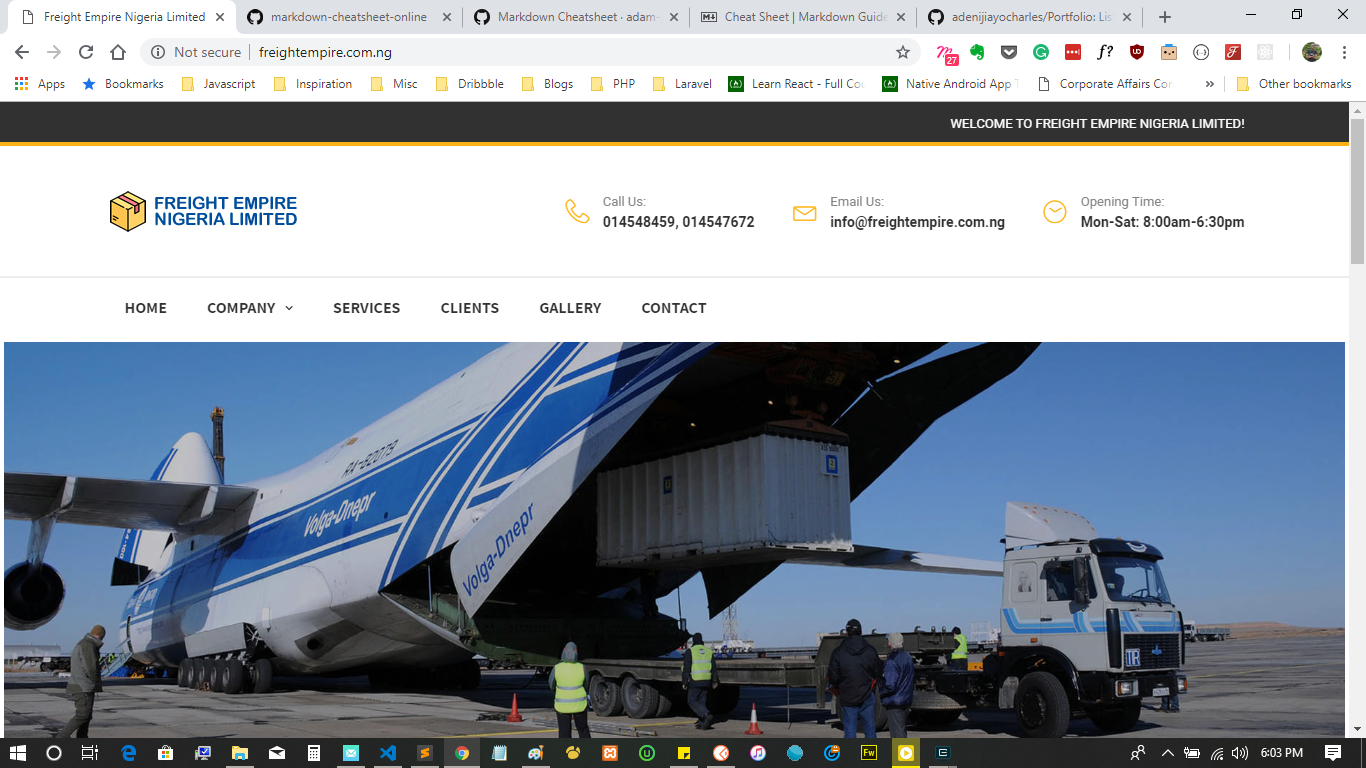 Freight Empire Nigeria Limited
markdown-cheatsheet-online
Markdown Cheatsheet · adam-
Cheat Sheet | Markdown Guide
adenijiayocharles/Portfolio: Lis
Not secure | freightempire.com.ng
27
Apps Bookmarks Javascript Inspiration Misc Dribbble Blogs PHP Laravel Learn React - Full Cou Native Android App T Corporate Affairs Con » Other bookmarks
WELCOME TO FREIGHT EMPIRE NIGERIA LIMITED!
FREIGHT EMPIRE
NIGERIA LIMITED
Call Us:
014548459, 014547672
Email Us:
info@freightempire.com.ng
Opening Time:
Mon-Sat: 8:00am-6:30pm
HOME COMPANY SERVICES CLIENTS GALLERY CONTACT
RA-82079
Volga-Dnepr
Volga-Dnepr
Fw
6:03 PM